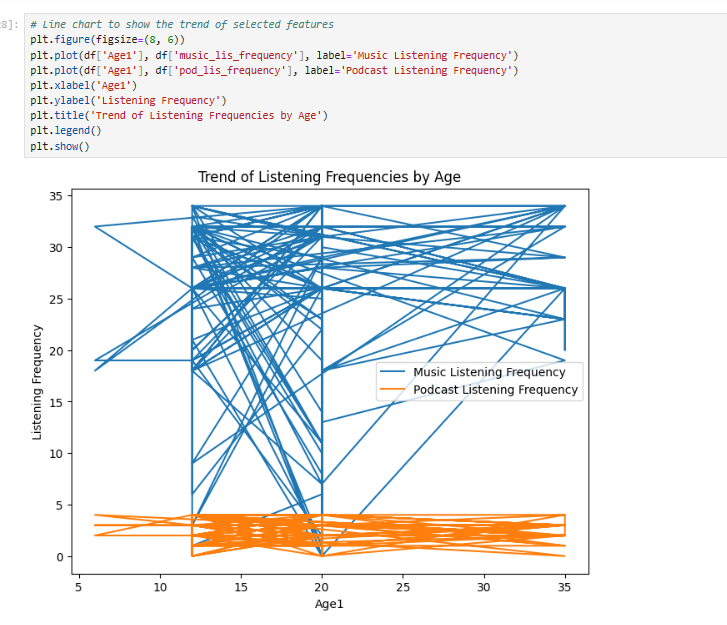 8]:
# Line chart to show the trend of selected features
plt.figure(figsize=(8, 6))
plt.plot(df['Age1'], df['music_lis_frequency'], label='Music Listening Frequency')
plt.plot(df['Age1'], df['pod_lis_frequency'], label='Podcast Listening Frequency')
plt.xlabel('Age1')
plt.ylabel('Listening Frequency')
plt.title('Trend of Listening Frequencies by Age')
plt.legend()
plt.show()
Trend of Listening Frequencies by Age
35
30
25
20
15
10
5
0
Listening Frequency
Music Listening Frequency
Podcast Listening Frequency
5
10
15
20
25
30
35
Age1